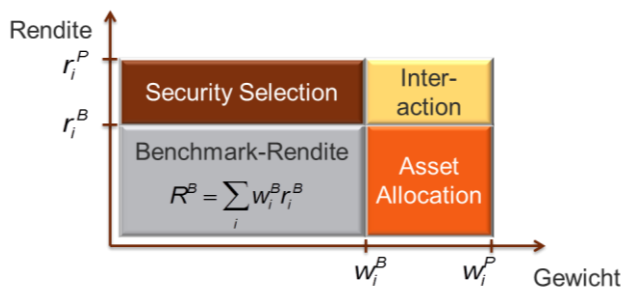 Rendite
r_i^P
Security Selection
Inter-
action
r_i^B
Benchmark-Rendite
R^B = ∑_i w_i^B r_i^B
Asset
Allocation
w_i^B
w_i^P
Gewicht